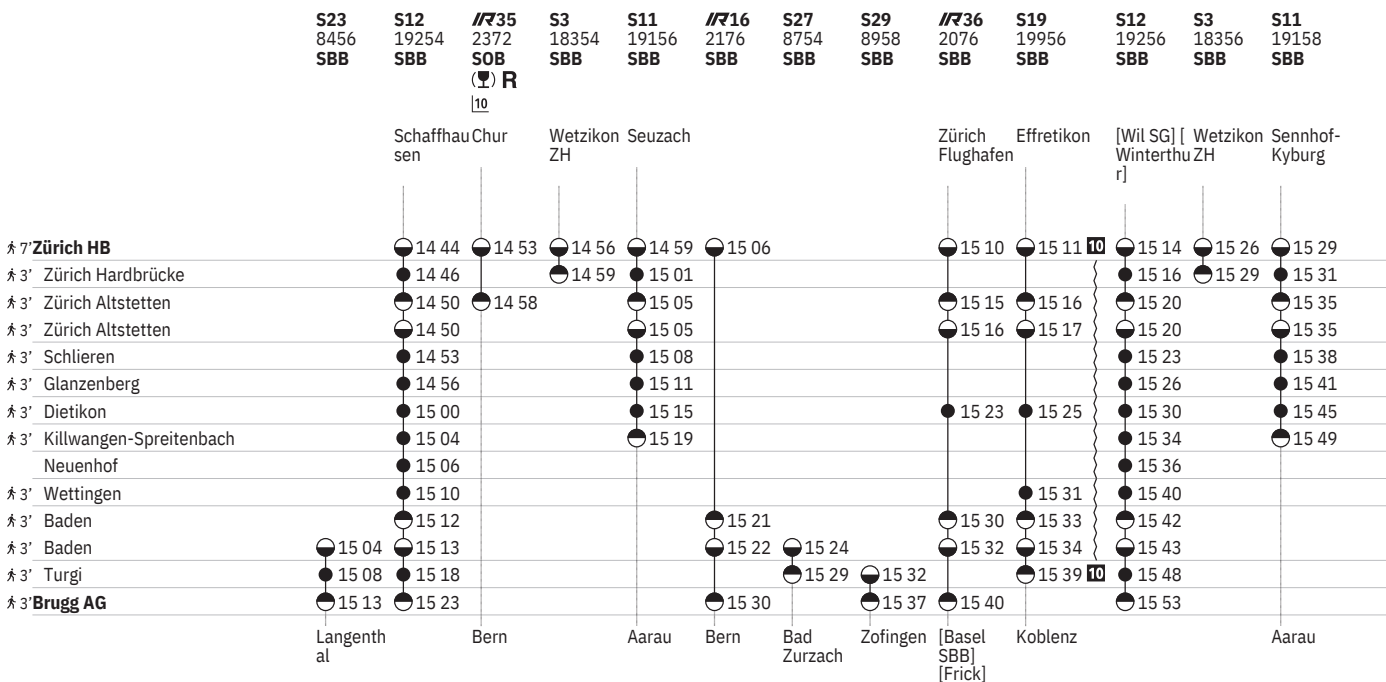 S23 S12 IR35 S3 S11 IR16 S27 S29 IR36 S19 S12 S3 S11
8456 19254 2372 18354 19156 2176 8754 8958 2076 19956 19256 18356 19158
SBB SBB SOB SBB SBB SBB SBB SBB SBB SBB SBB SBB SBB
R
10
Schaffhau Chur Wetzikon Seuzach Zürich Effretikon [Wil SG] [ Wetzikon Sennhof-
sen ZH Flughafen Winterthu ZH Kyburg
r]
7' Zürich HB 14 44 14 53 14 56 14 59 15 06 15 10 15 11 10 15 14 15 26 15 29
3' Zürich Hardbrücke 14 46 14 59 15 01 15 16 15 29 15 31
3' Zürich Altstetten 14 50 14 58 15 05 15 15 15 16 15 20 15 35
3' Zürich Altstetten 14 50 15 05 15 16 15 17 15 20 15 35
3' Schlieren 14 53 15 08 15 23 15 38
3' Glanzenberg 14 56 15 11 15 26 15 41
3' Dietikon 15 00 15 15 15 23 15 25 15 30 15 45
3' Killwangen-Spreitenbach 15 04 15 19 15 34 15 49
Neuenhof 15 06 15 36
3' Wettingen 15 10 15 31 15 40
3' Baden 15 12 15 21 15 30 15 33 15 42
3' Baden 15 04 15 13 15 22 15 24 15 32 15 34 15 43
3' Turgi 15 08 15 18 15 29 15 32 15 39 10 15 48
3' Brugg AG 15 13 15 23 15 30 15 37 15 40 15 53
Langenth Bern Aarau Bern Bad Zofingen [Basel Koblenz Aarau
al Zurzach SBB]
[Frick]